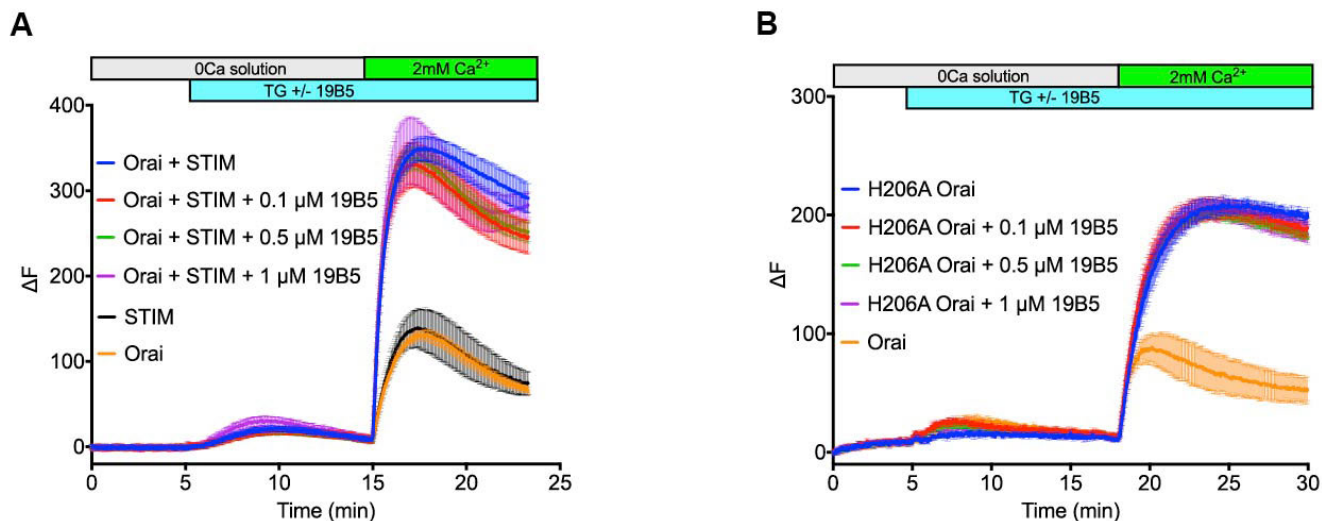 A
0Ca solution
2mM Ca²⁺
TG +/- 19B5
400
300
200
100
0
ΔF
Orai + STIM
Orai + STIM + 0.1 µM 19B5
Orai + STIM + 0.5 µM 19B5
Orai + STIM + 1 µM 19B5
STIM
Orai
0 5 10 15 20 25
Time (min)
B
0Ca solution
2mM Ca²⁺
TG +/- 19B5
300
200
100
0
ΔF
H206A Orai
H206A Orai + 0.1 µM 19B5
H206A Orai + 0.5 µM 19B5
H206A Orai + 1 µM 19B5
Orai
0 5 10 15 20 25 30
Time (min)